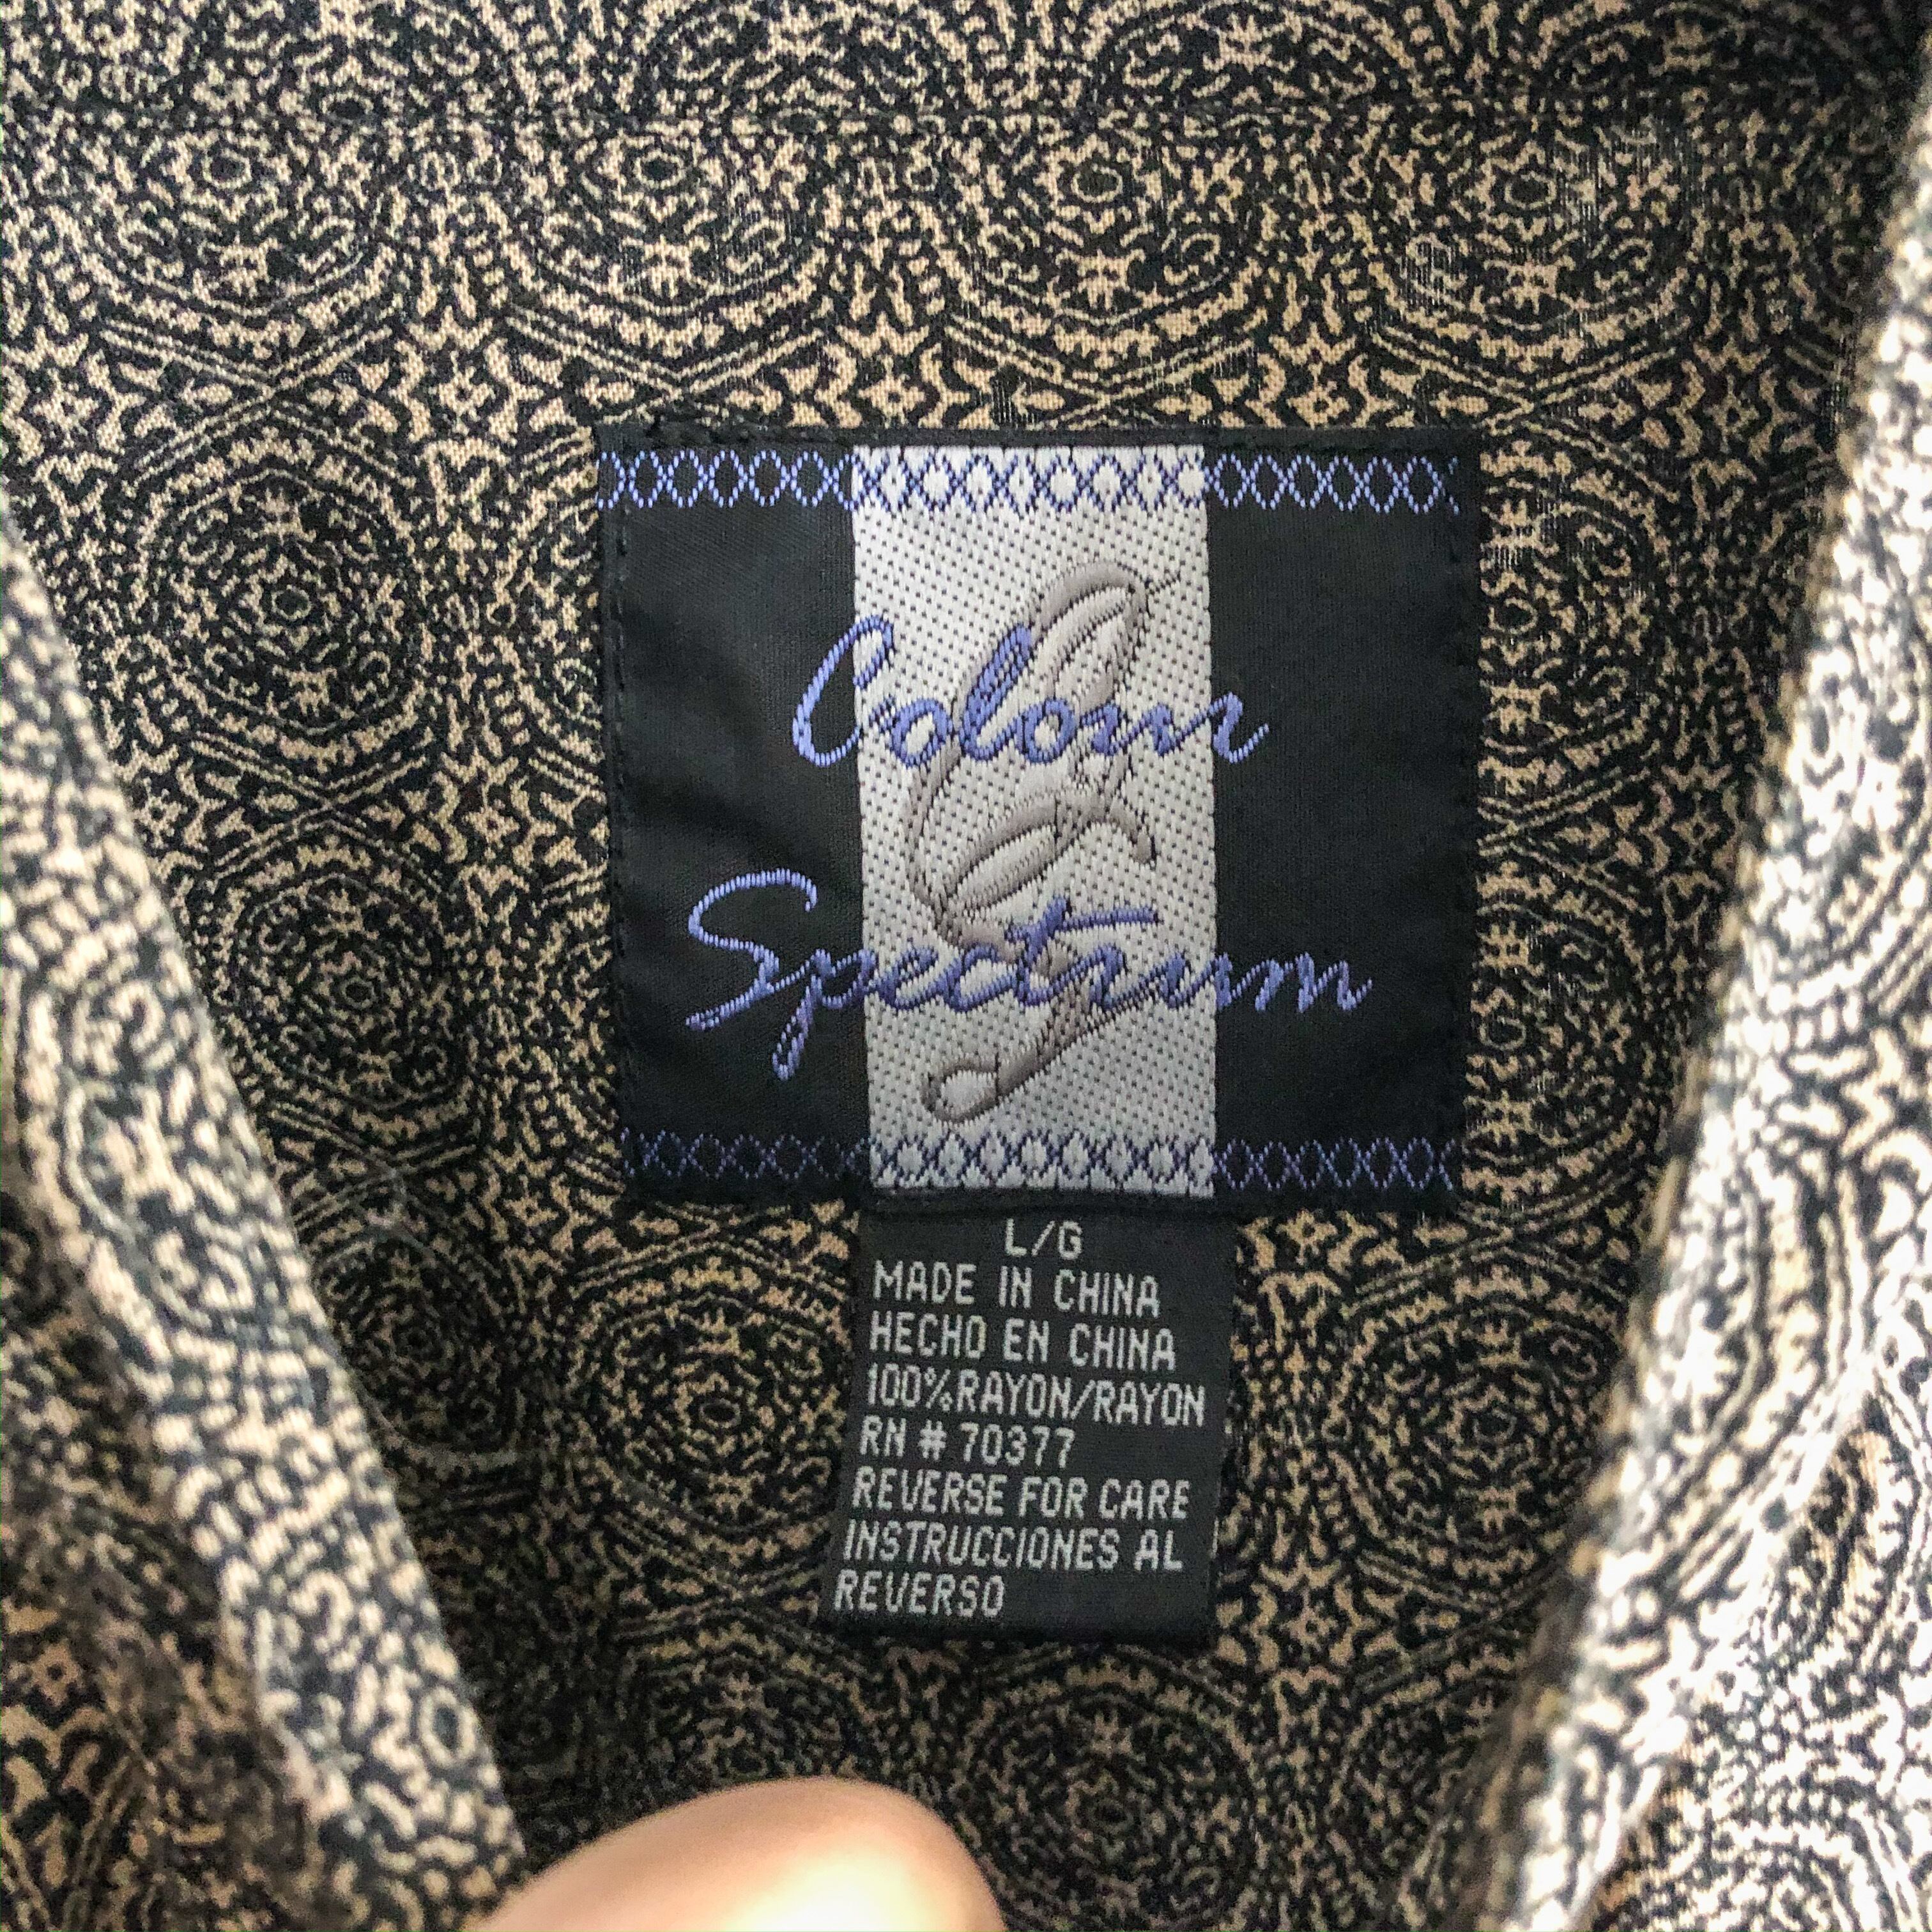 Colour
Spectrum
L/G
MADE IN CHINA
HECHO EN CHINA
100%RAYON/RAYON
RN # 70377
REVERSE FOR CARE
INSTRUCCIONES AL
REVERSO